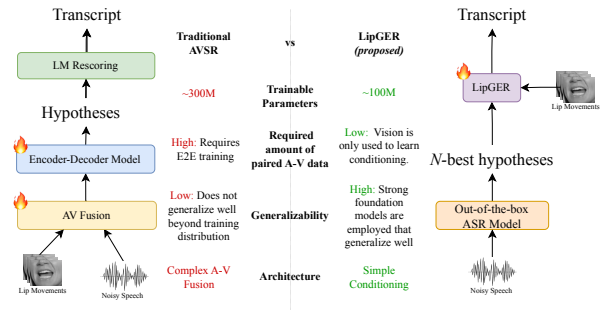 Transcript
LM Rescoring
Hypotheses
Encoder-Decoder Model
AV Fusion
Lip Movements
Noisy Speech
Traditional
AVSR
vs
LipGER
(proposed)
~300M
Trainable
Parameters
~100M
High: Requires
E2E training
Required
amount of
paired A-V data
Low: Vision is
only used to learn
conditioning.
Low: Does not
generalize well
beyond training
distribution
Generalizability
High: Strong
foundation
models are
employed that
generalize well
Complex A-V
Fusion
Architecture
Simple
Conditioning
Transcript
LipGER
Lip Movements
N-best hypotheses
Out-of-the-box
ASR Model
Noisy Speech